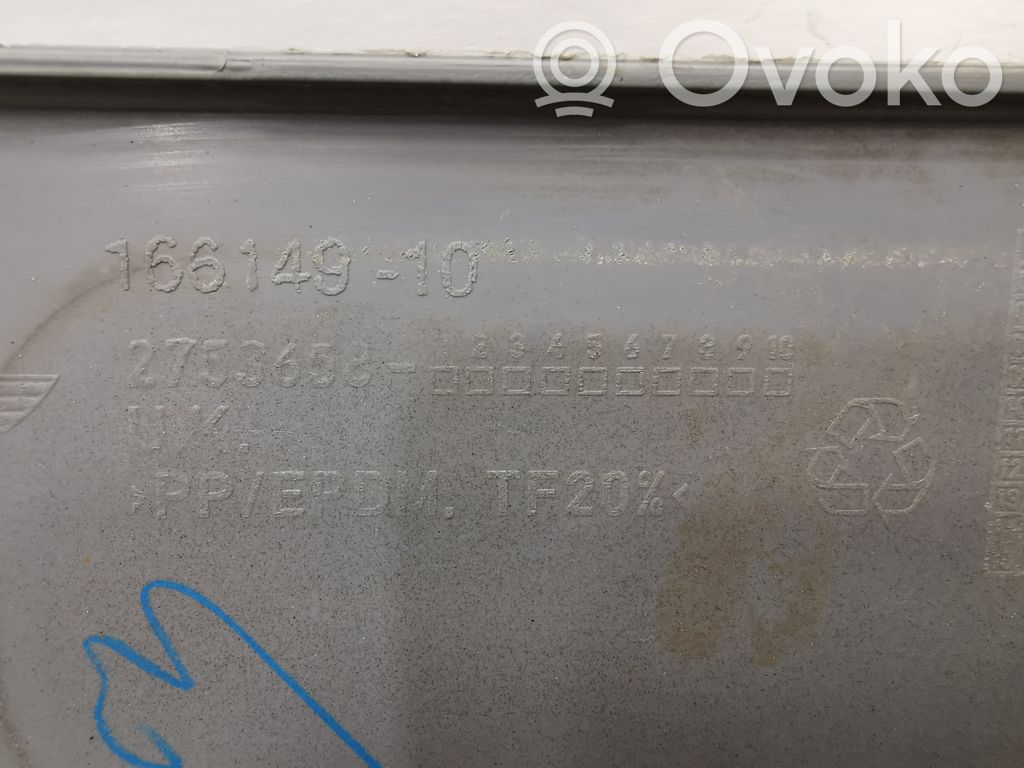 Ovoko
166149-10
1 2 3 4 5 6 7 8 9 10
2753698-
U.K.
>PP/EPDM, TF20%<